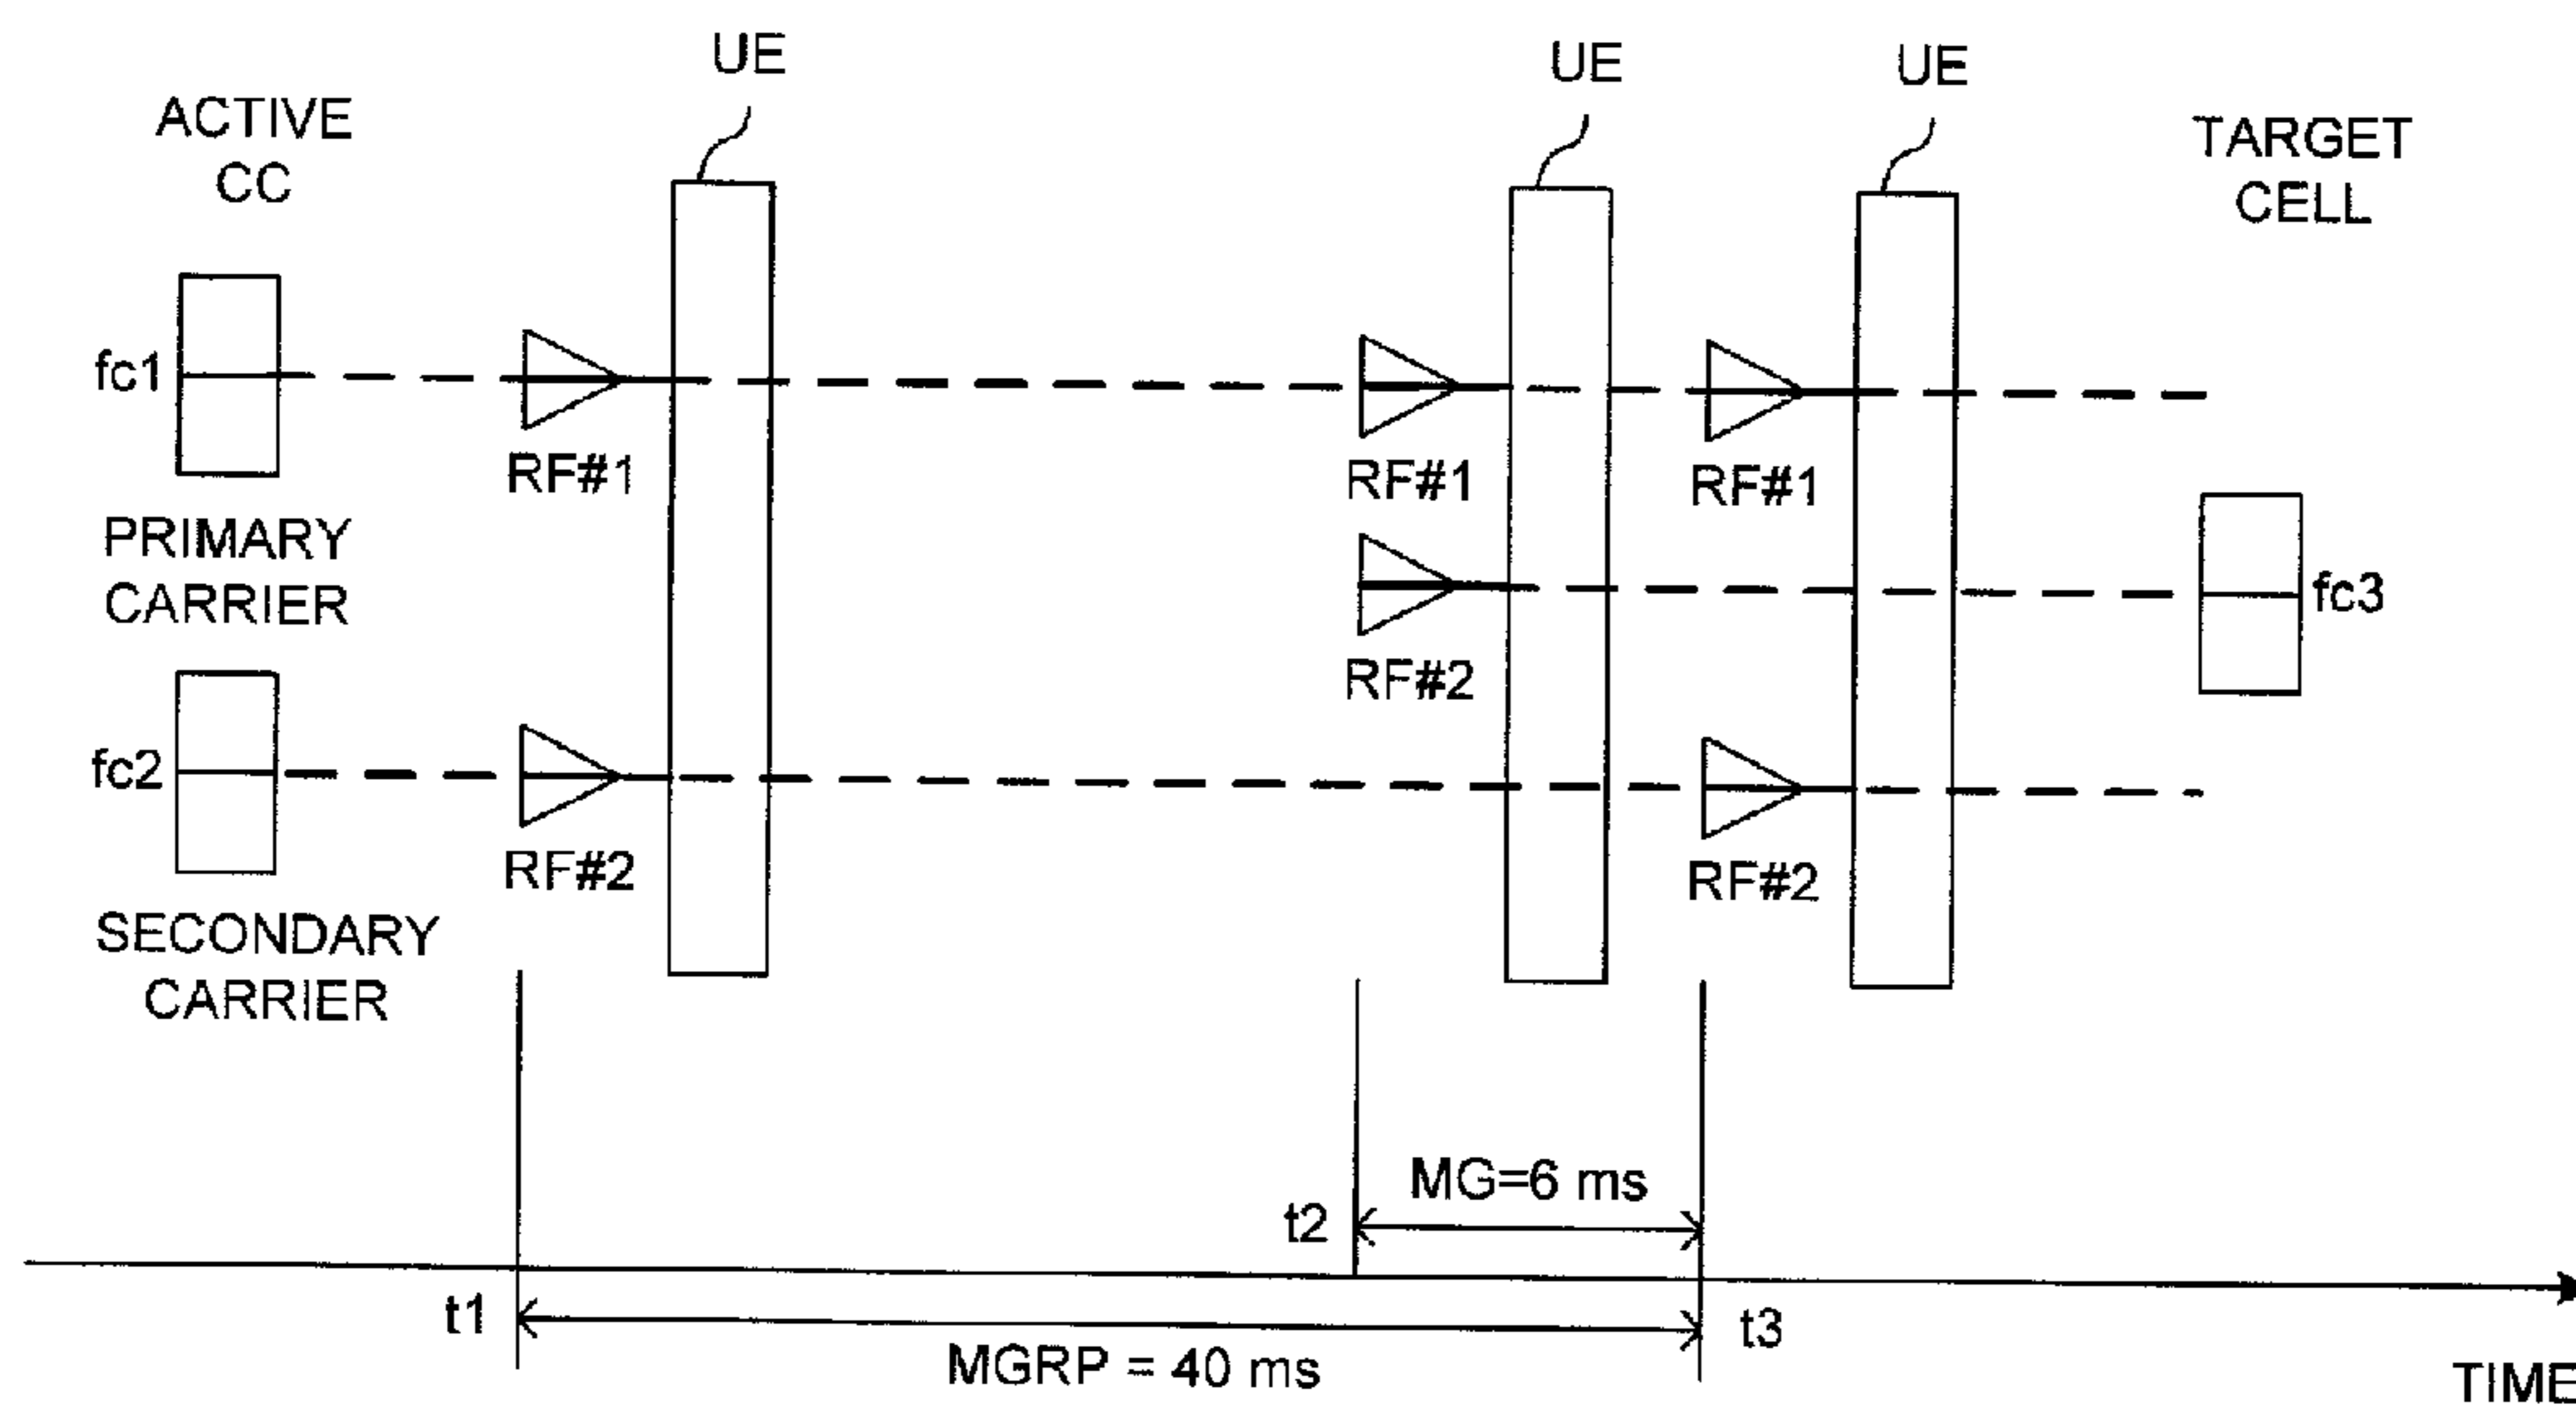 UE
UE
UE
ACTIVE
CC
TARGET
CELL
fc1
RF#1
RF#1
RF#1
PRIMARY
CARRIER
fc3
RF#2
fc2
RF#2
RF#2
SECONDARY
CARRIER
MG=6 ms
t2
t1
t3
MGRP = 40 ms
TIME